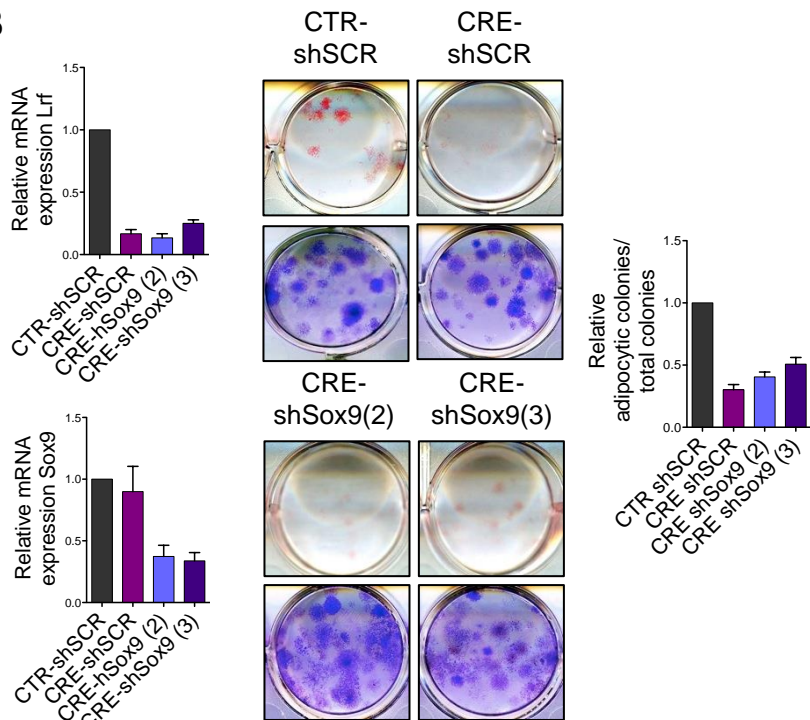 CTR-
shSCR
CRE-
shSCR
Relative mRNA
expression Lrf
1.5
1.0
0.5
0.0
CTR-shSCR
CRE-shSCR
CRE-hSox9 (2)
CRE-shSox9 (3)
CRE-
shSox9(2)
CRE-
shSox9(3)
Relative mRNA
expression Sox9
1.5
1.0
0.5
0.0
CTR-shSCR
CRE-shSCR
CRE-hSox9 (2)
CRE-shSox9 (3)
Relative
adipocytic colonies/
total colonies
1.5
1.0
0.5
0.0
CTR shSCR
CRE shSCR
CRE shSox9 (2)
CRE shSox9 (3)